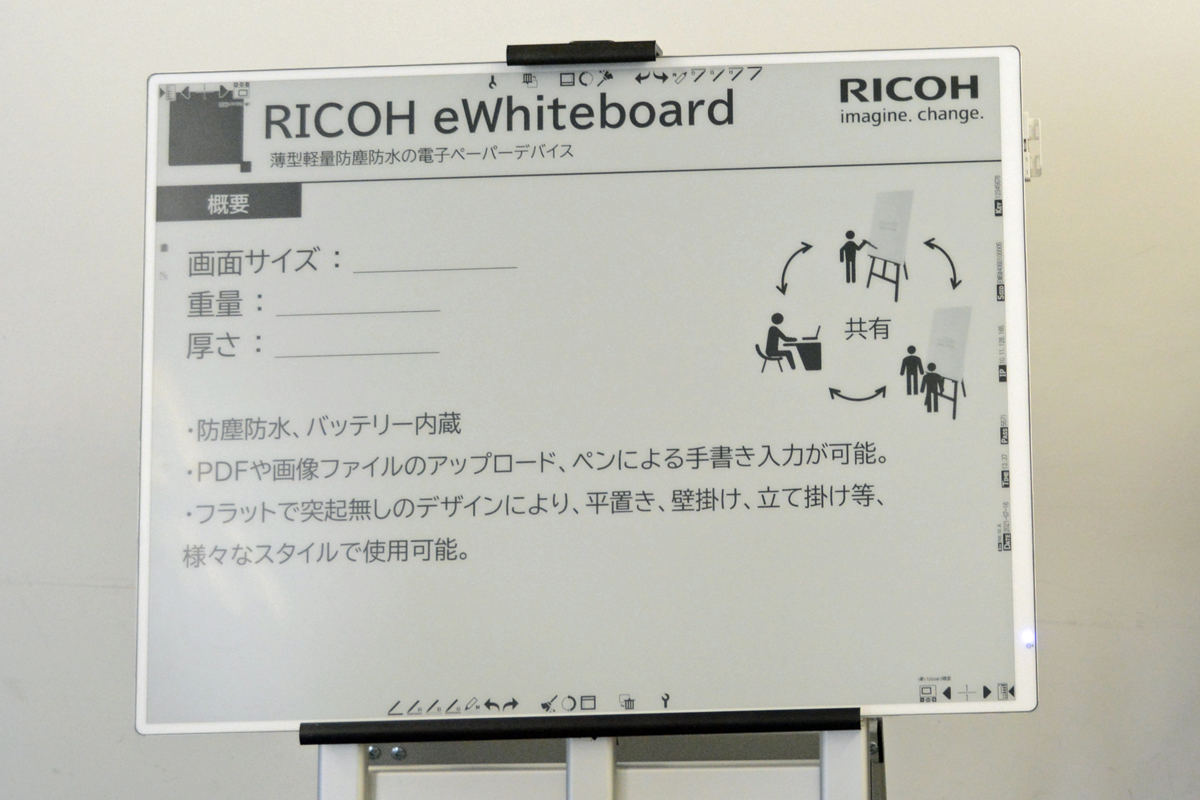 RICOH eWhiteboard
RICOH
imagine. change.
薄型軽量防塵防水の電子ペーパーデバイス
概要
画面サイズ：
重量：
厚さ：
共有
・防塵防水、バッテリー内蔵
・PDFや画像ファイルのアップロード、ペンによる手書き入力が可能。
・フラットで突起無しのデザインにより、平置き、壁掛け、立て掛け等、
様々なスタイルで使用可能。